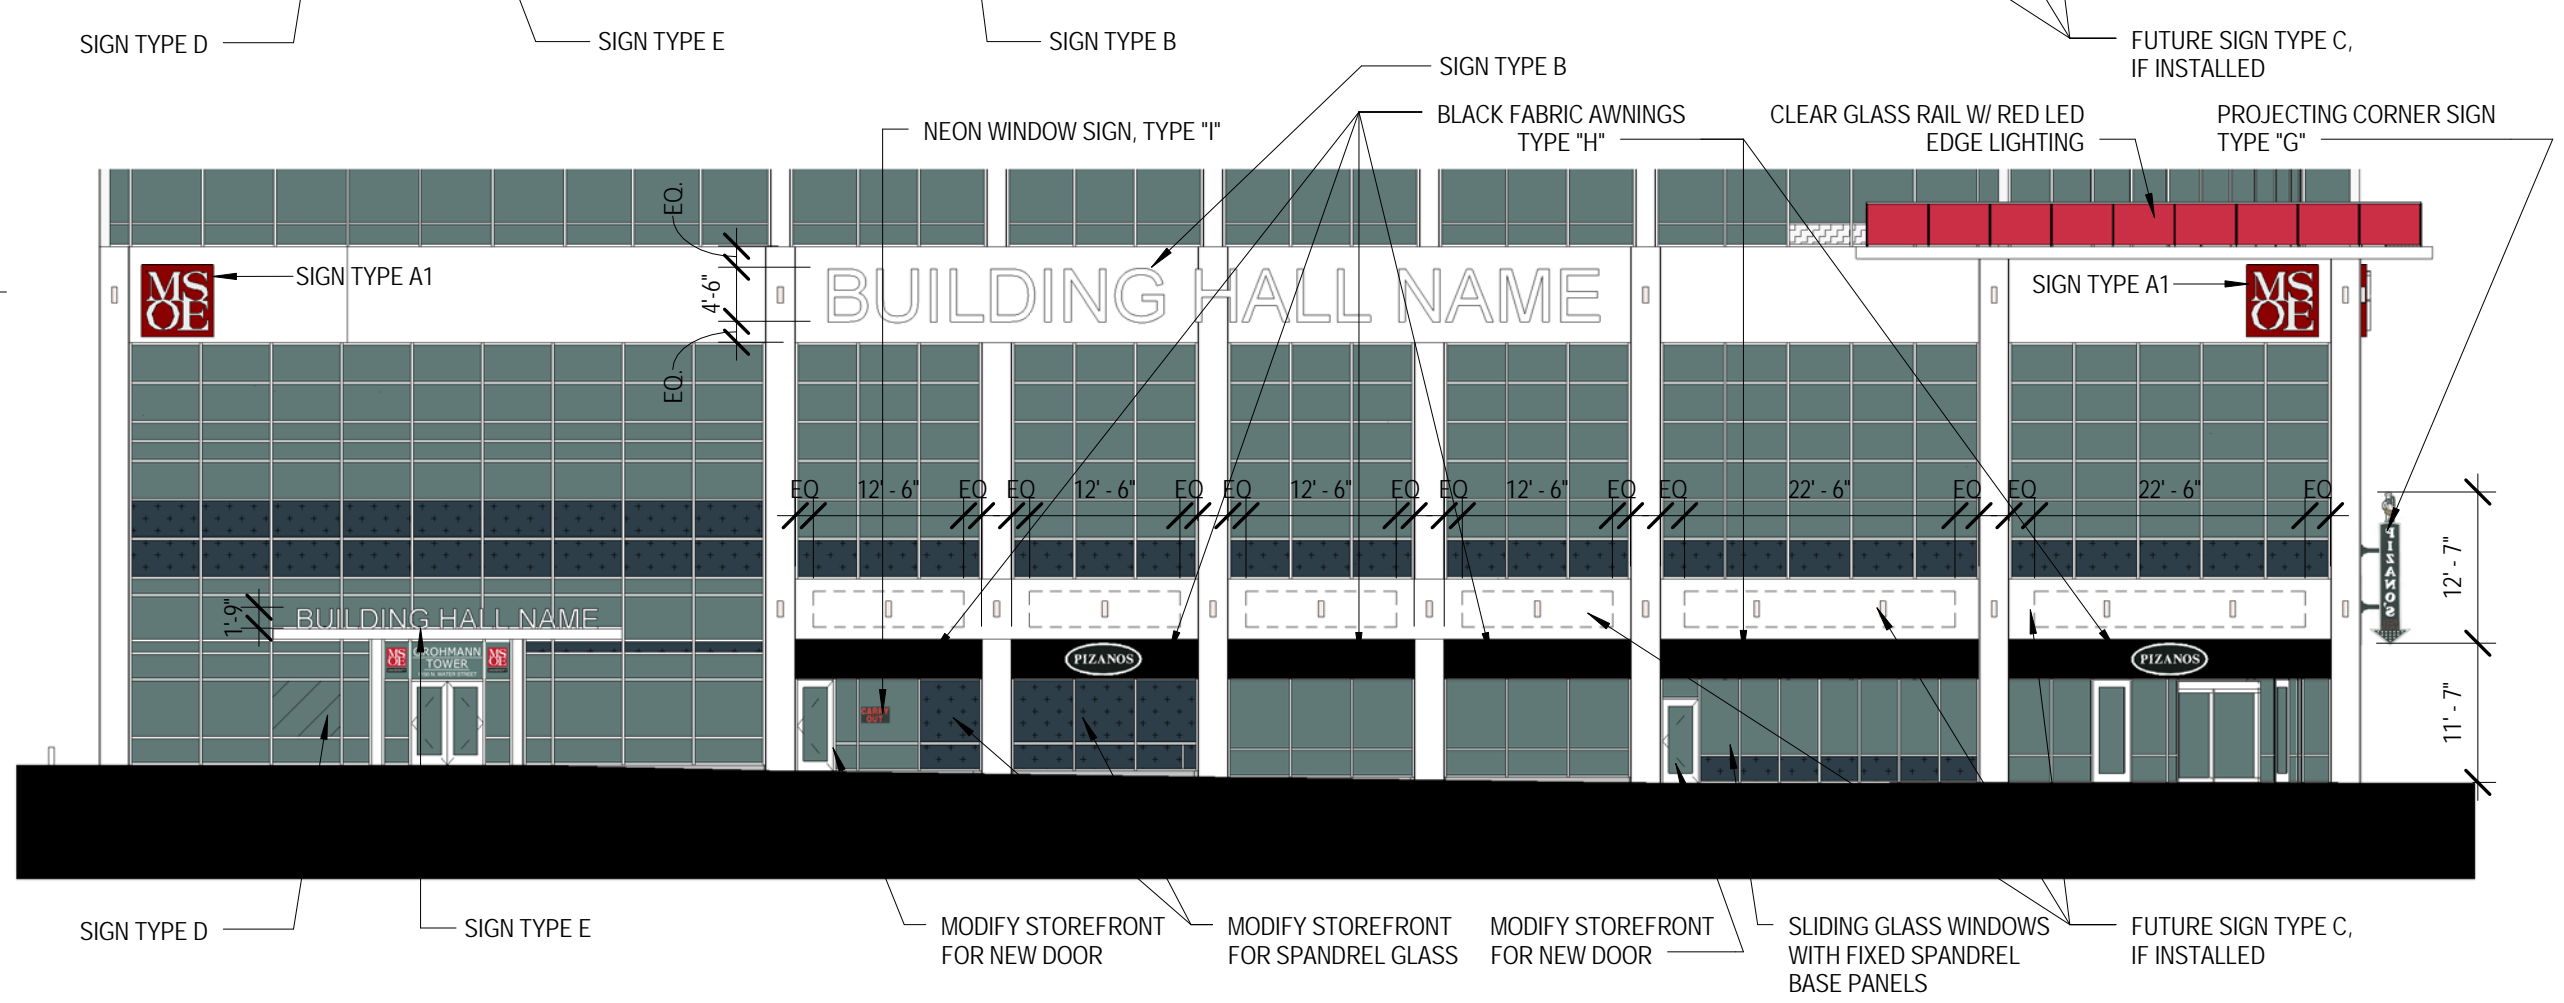 SIGN TYPE D
SIGN TYPE E
SIGN TYPE B
FUTURE SIGN TYPE C,
IF INSTALLED
SIGN TYPE B
NEON WINDOW SIGN, TYPE "I"
BLACK FABRIC AWNINGS
TYPE "H"
CLEAR GLASS RAIL W/ RED LED
EDGE LIGHTING
PROJECTING CORNER SIGN
TYPE "G"
EQ.
4'-6"
EQ.
MS
OE
SIGN TYPE A1
BUILDING HALL NAME
SIGN TYPE A1
MS
OE
EQ 12' - 6" EQ EQ 12' - 6" EQ EQ 12' - 6" EQ EQ 12' - 6" EQ EQ 22' - 6" EQ EQ 22' - 6" EQ
PIZANO'S
12' - 7"
11' - 7"
1'-9"
BUILDING HALL NAME
MS
OE
GROHMANN
TOWER
MS
OE
PIZANOS
PIZANOS
CARRY
OUT
SIGN TYPE D
SIGN TYPE E
MODIFY STOREFRONT
FOR NEW DOOR
MODIFY STOREFRONT
FOR SPANDREL GLASS
MODIFY STOREFRONT
FOR NEW DOOR
SLIDING GLASS WINDOWS
WITH FIXED SPANDREL
BASE PANELS
FUTURE SIGN TYPE C,
IF INSTALLED